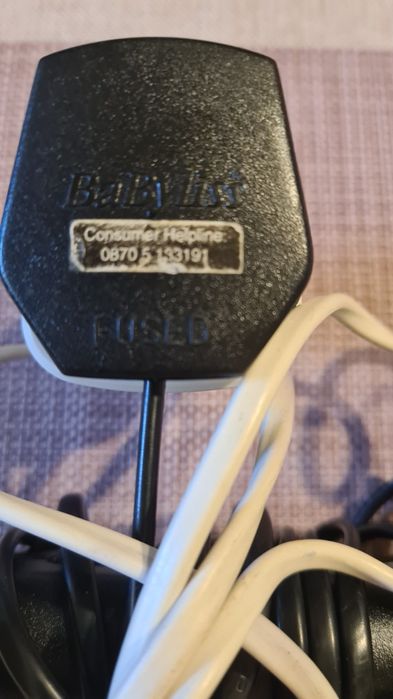 BaByliss
Consumer Helpline:
0870 5 133191
FUSED